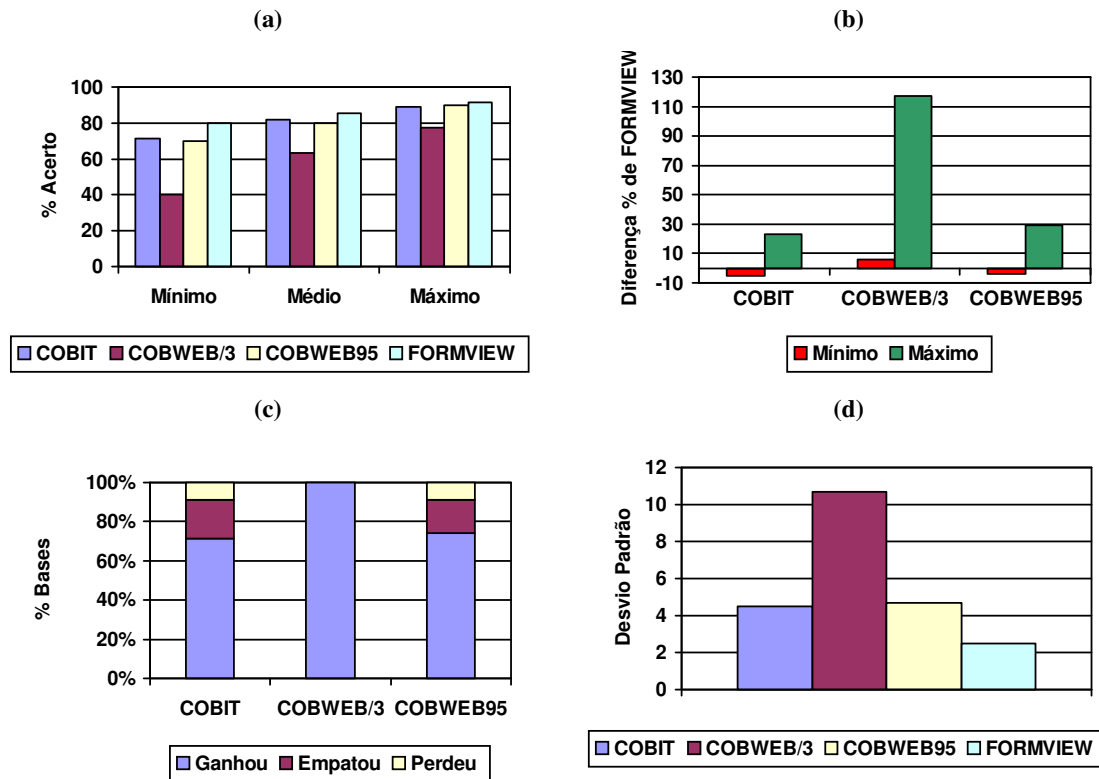 (a)
% Acerto
100
80
60
40
20
0
Mínimo Médio Máximo
COBIT COBWEB/3 COBWEB95 FORMVIEW
(b)
Diferença % de FORMVIEW
130
110
90
70
50
30
10
-10
COBIT COBWEB/3 COBWEB95
Mínimo Máximo
(c)
% Bases
100%
80%
60%
40%
20%
0%
COBIT COBWEB/3 COBWEB95
Ganhou Empatou Perdeu
(d)
Desvio Padrão
12
10
8
6
4
2
0
COBIT COBWEB/3 COBWEB95 FORMVIEW